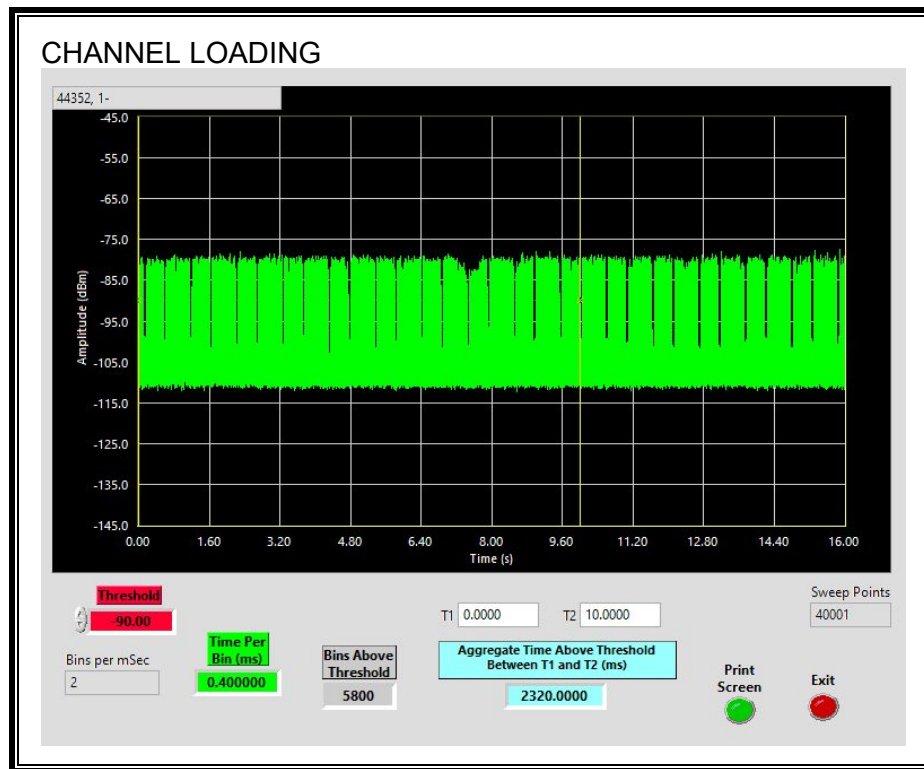 CHANNEL LOADING
44352, 1-
-45.0
-55.0
-65.0
-75.0
-85.0
-95.0
-105.0
-115.0
-125.0
-135.0
-145.0
Amplitude (dBm)
0.00 1.60 3.20 4.80 6.40 8.00 9.60 11.20 12.80 14.40 16.00
Time (s)
Threshold
-90.00
Bins per mSec
2
Time Per
Bin (ms)
0.400000
Bins Above
Threshold
5800
T1 0.0000 T2 10.0000
Aggregate Time Above Threshold
Between T1 and T2 (ms)
2320.0000
Sweep Points
40001
Print
Screen
Exit